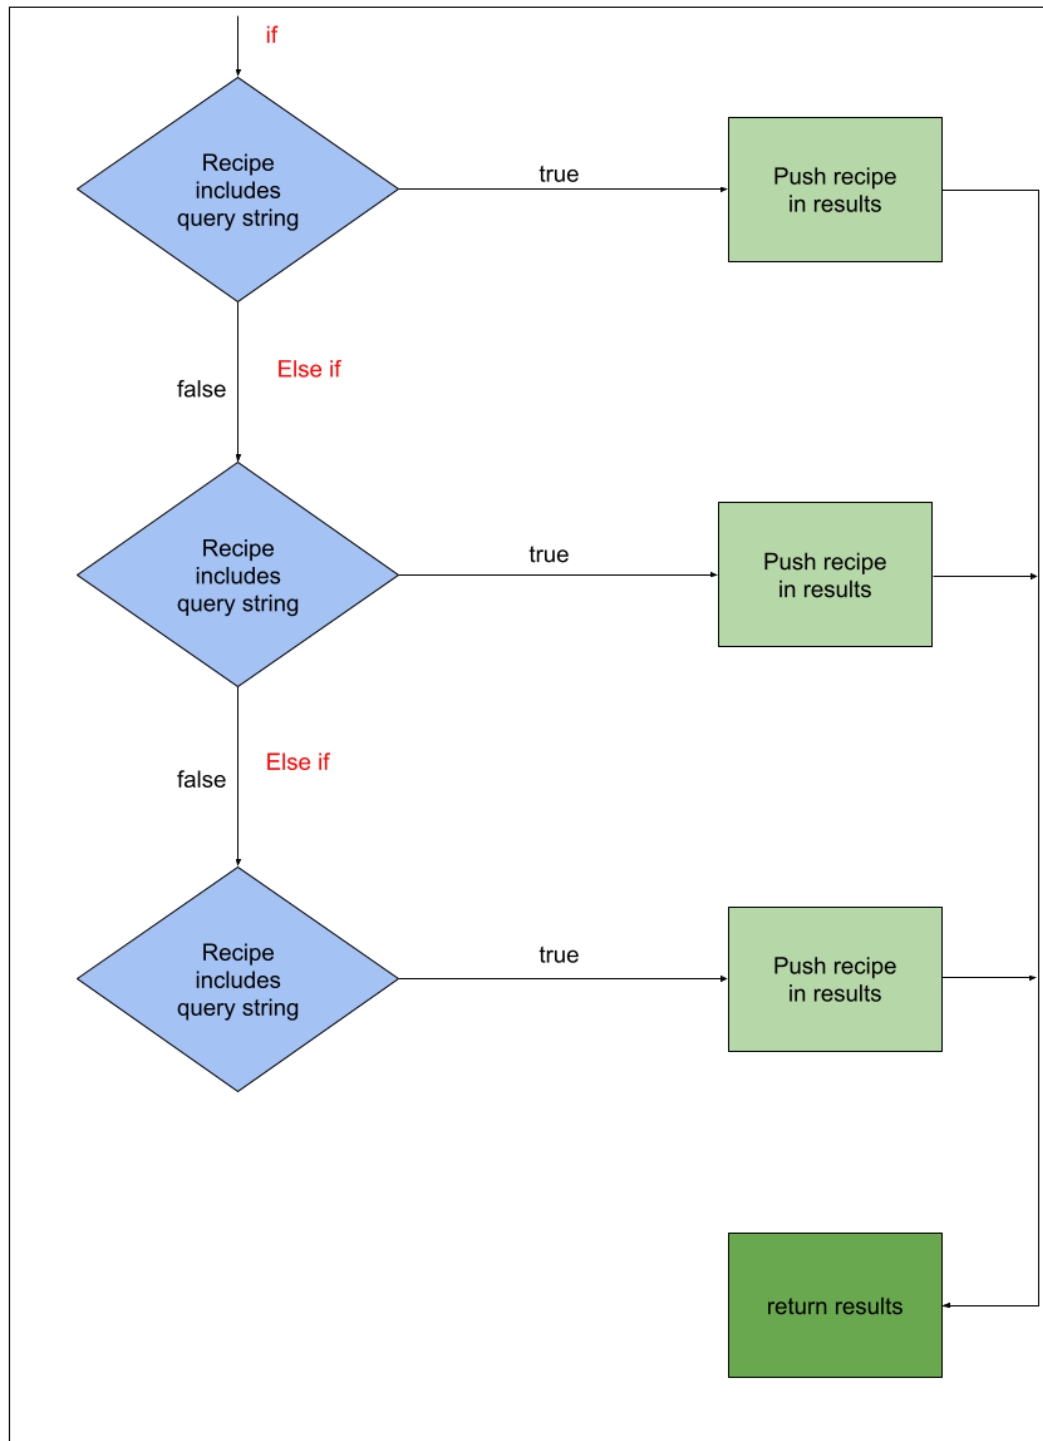 if
Recipe
includes
query string
true
Push recipe
in results
Else if
false
Recipe
includes
query string
true
Push recipe
in results
Else if
false
Recipe
includes
query string
true
Push recipe
in results
return results